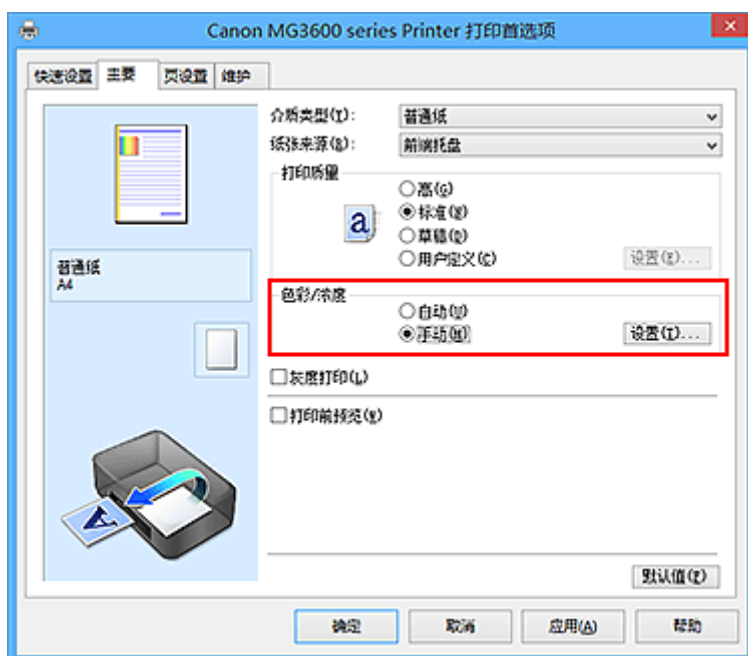 Canon MG3600 series Printer 打印首选项
快速设置 主要 页设置 维护
介质类型(T): 普通纸
纸张来源(R): 前端托盘
打印质量
高(G)
a 标准(N)
草稿(D)
用户定义(C) 设置(E)...
普通纸
A4
色彩/浓度
自动(U)
手动(M) 设置(I)...
灰度打印(L)
打印前预览(V)
A
默认值(F)
确定 取消 应用(A) 帮助